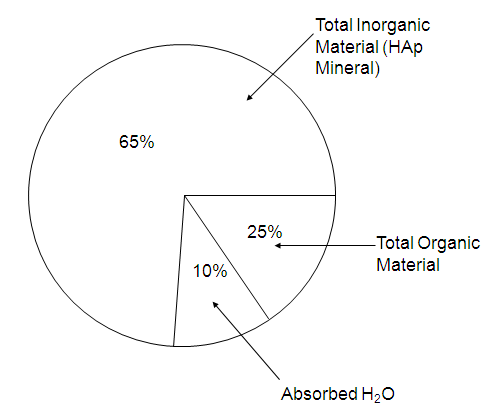 Total Inorganic
Material (HAp
Mineral)
65%
25%
Total Organic
Material
10%
Absorbed H₂O